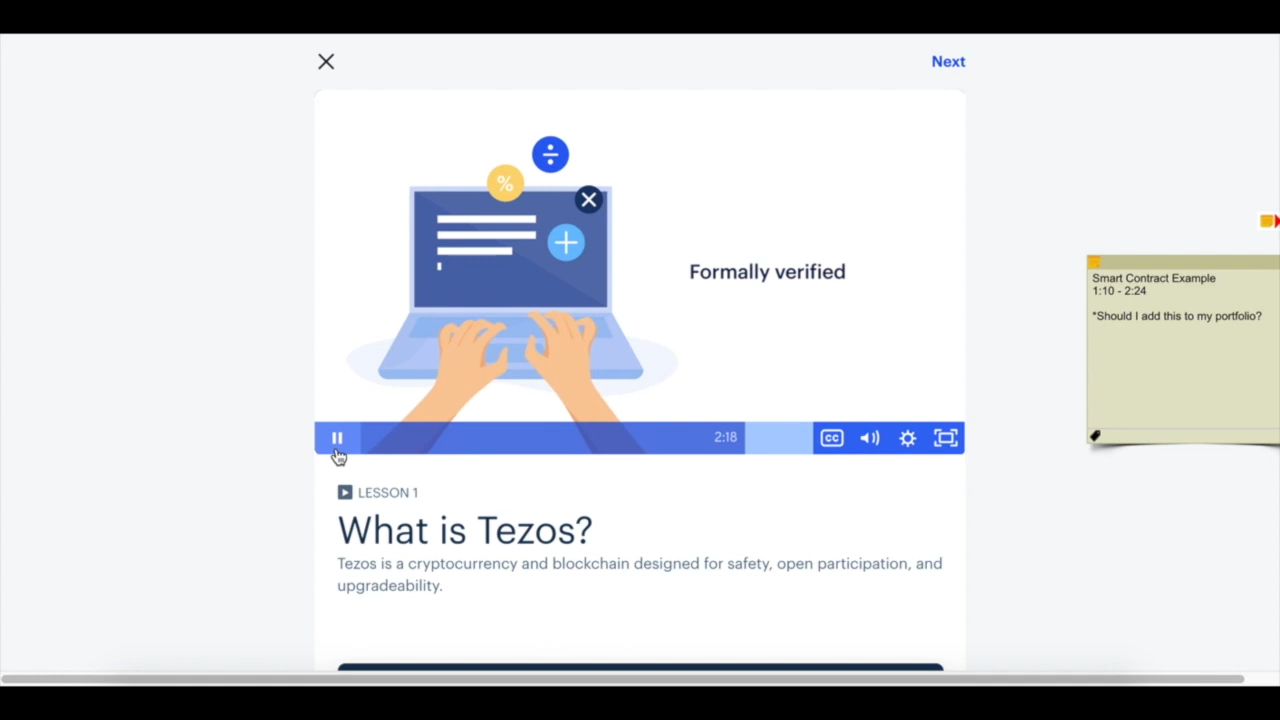 Next
%
Formally verified
2:18
CC
LESSON 1
What is Tezos?
Tezos is a cryptocurrency and blockchain designed for safety, open participation, and
upgradeability.
Smart Contract Example
1:10 - 2:24
*Should I add this to my portfolio?